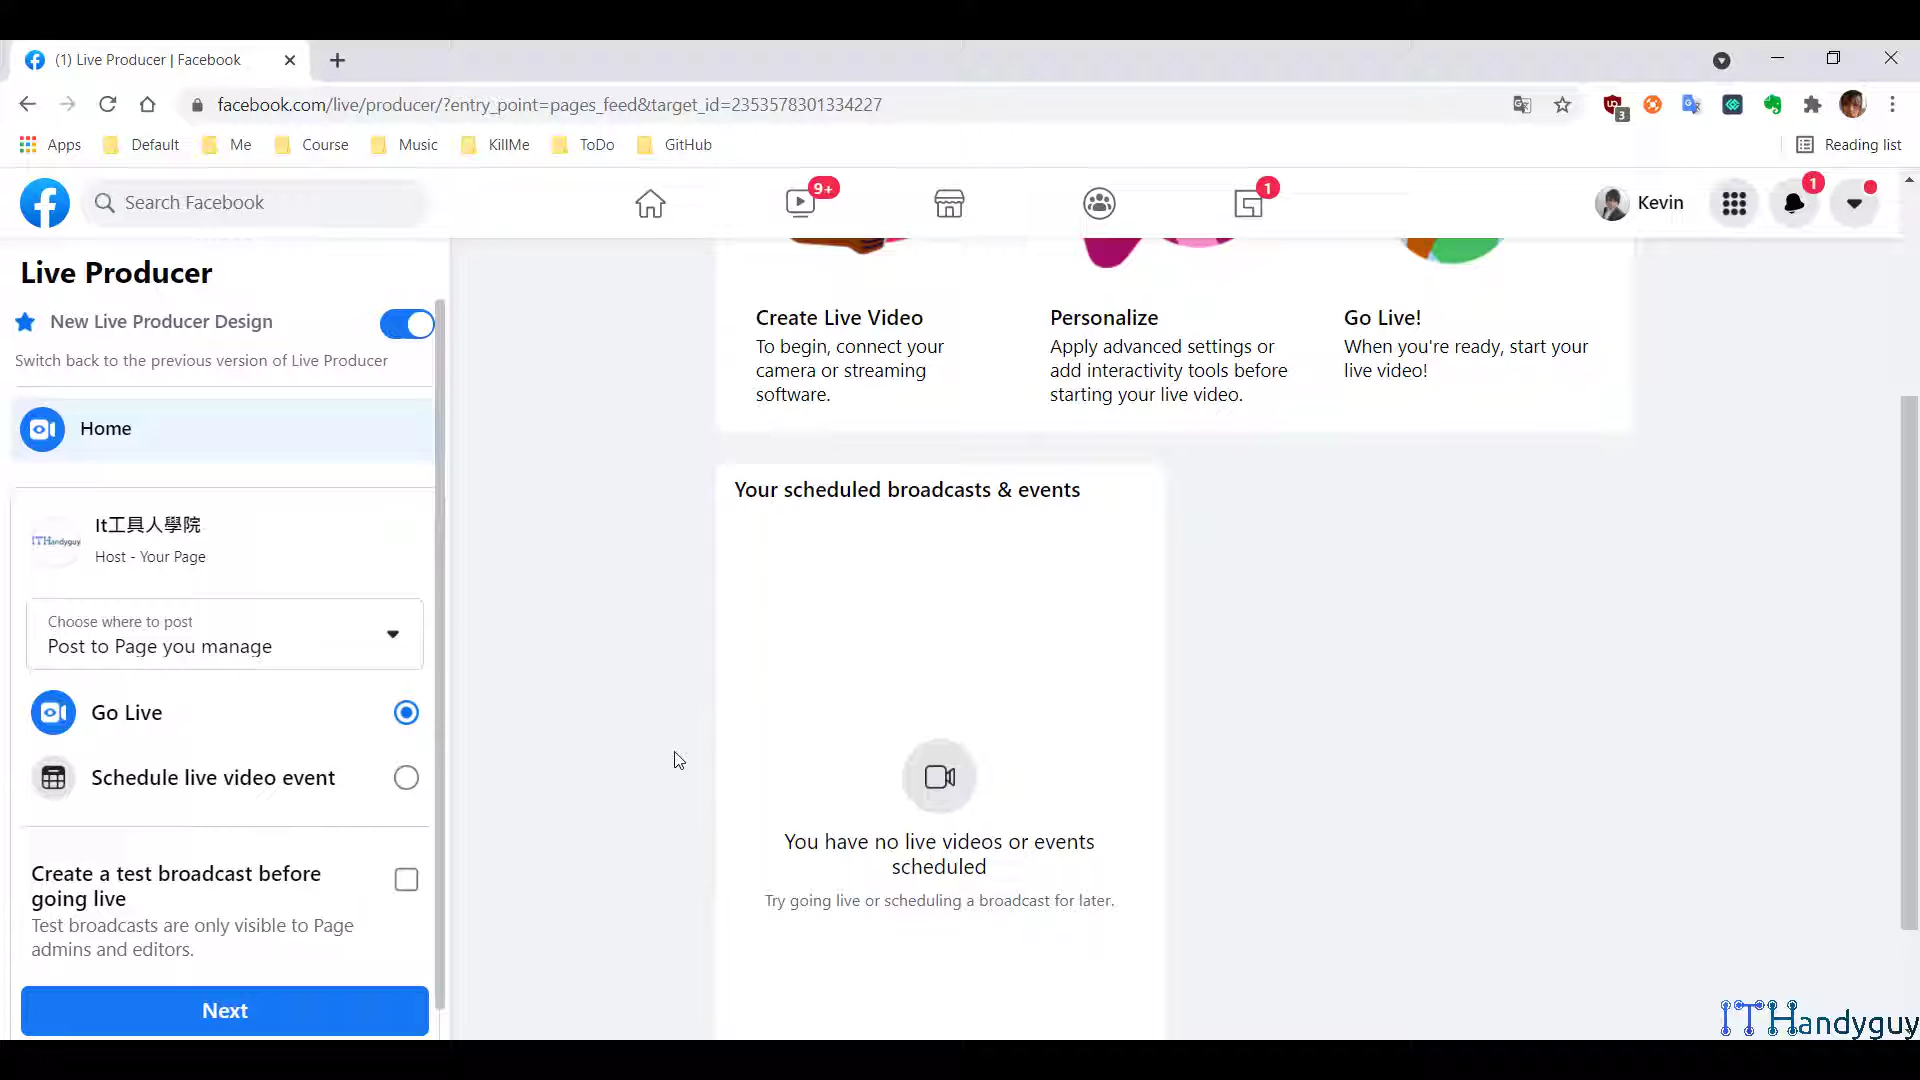 (1) Live Producer | Facebook
facebook.com/live/producer/?entry_point=pages_feed&target_id=2353578301334227
3
Apps
Default
Me
Course
Music
KillMe
ToDo
GitHub
Reading list
Search Facebook
9+
1
Kevin
1
Live Producer
New Live Producer Design
Switch back to the previous version of Live Producer
Home
ITHandyguy
It工具人學院
Host - Your Page
Choose where to post
Post to Page you manage
Go Live
Schedule live video event
Create a test broadcast before
going live
Test broadcasts are only visible to Page
admins and editors.
Next
Create Live Video
To begin, connect your
camera or streaming
software.
Personalize
Apply advanced settings or
add interactivity tools before
starting your live video.
Go Live!
When you're ready, start your
live video!
Your scheduled broadcasts & events
You have no live videos or events
scheduled
Try going live or scheduling a broadcast for later.
ITHandyguy